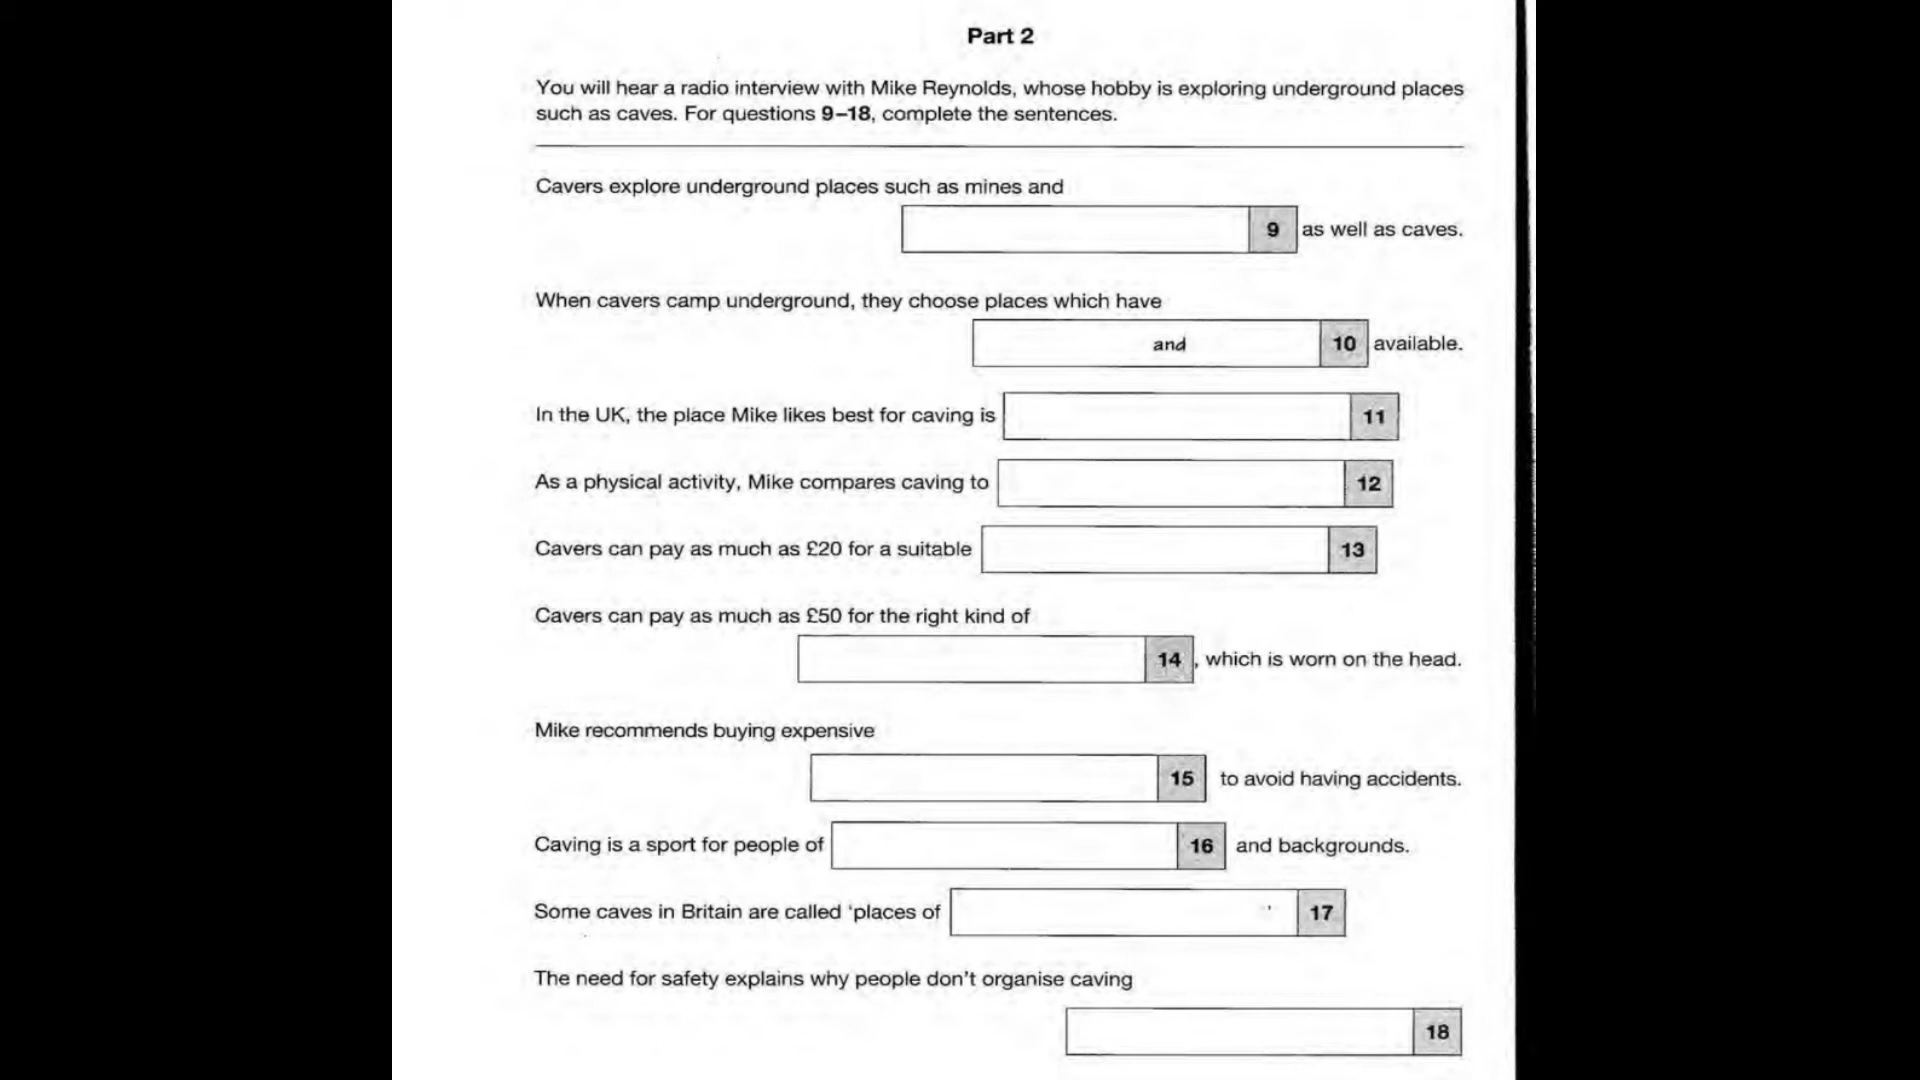 Part 2
You will hear a radio interview with Mike Reynolds, whose hobby is exploring underground places
such as caves. For questions 9–18, complete the sentences.
Cavers explore underground places such as mines and
9 as well as caves.
When cavers camp underground, they choose places which have
and 10 available.
In the UK, the place Mike likes best for caving is 11
As a physical activity, Mike compares caving to 12
Cavers can pay as much as £20 for a suitable 13
Cavers can pay as much as £50 for the right kind of
14 , which is worn on the head.
Mike recommends buying expensive
15 to avoid having accidents.
Caving is a sport for people of 16 and backgrounds.
Some caves in Britain are called 'places of ' 17
The need for safety explains why people don't organise caving
18